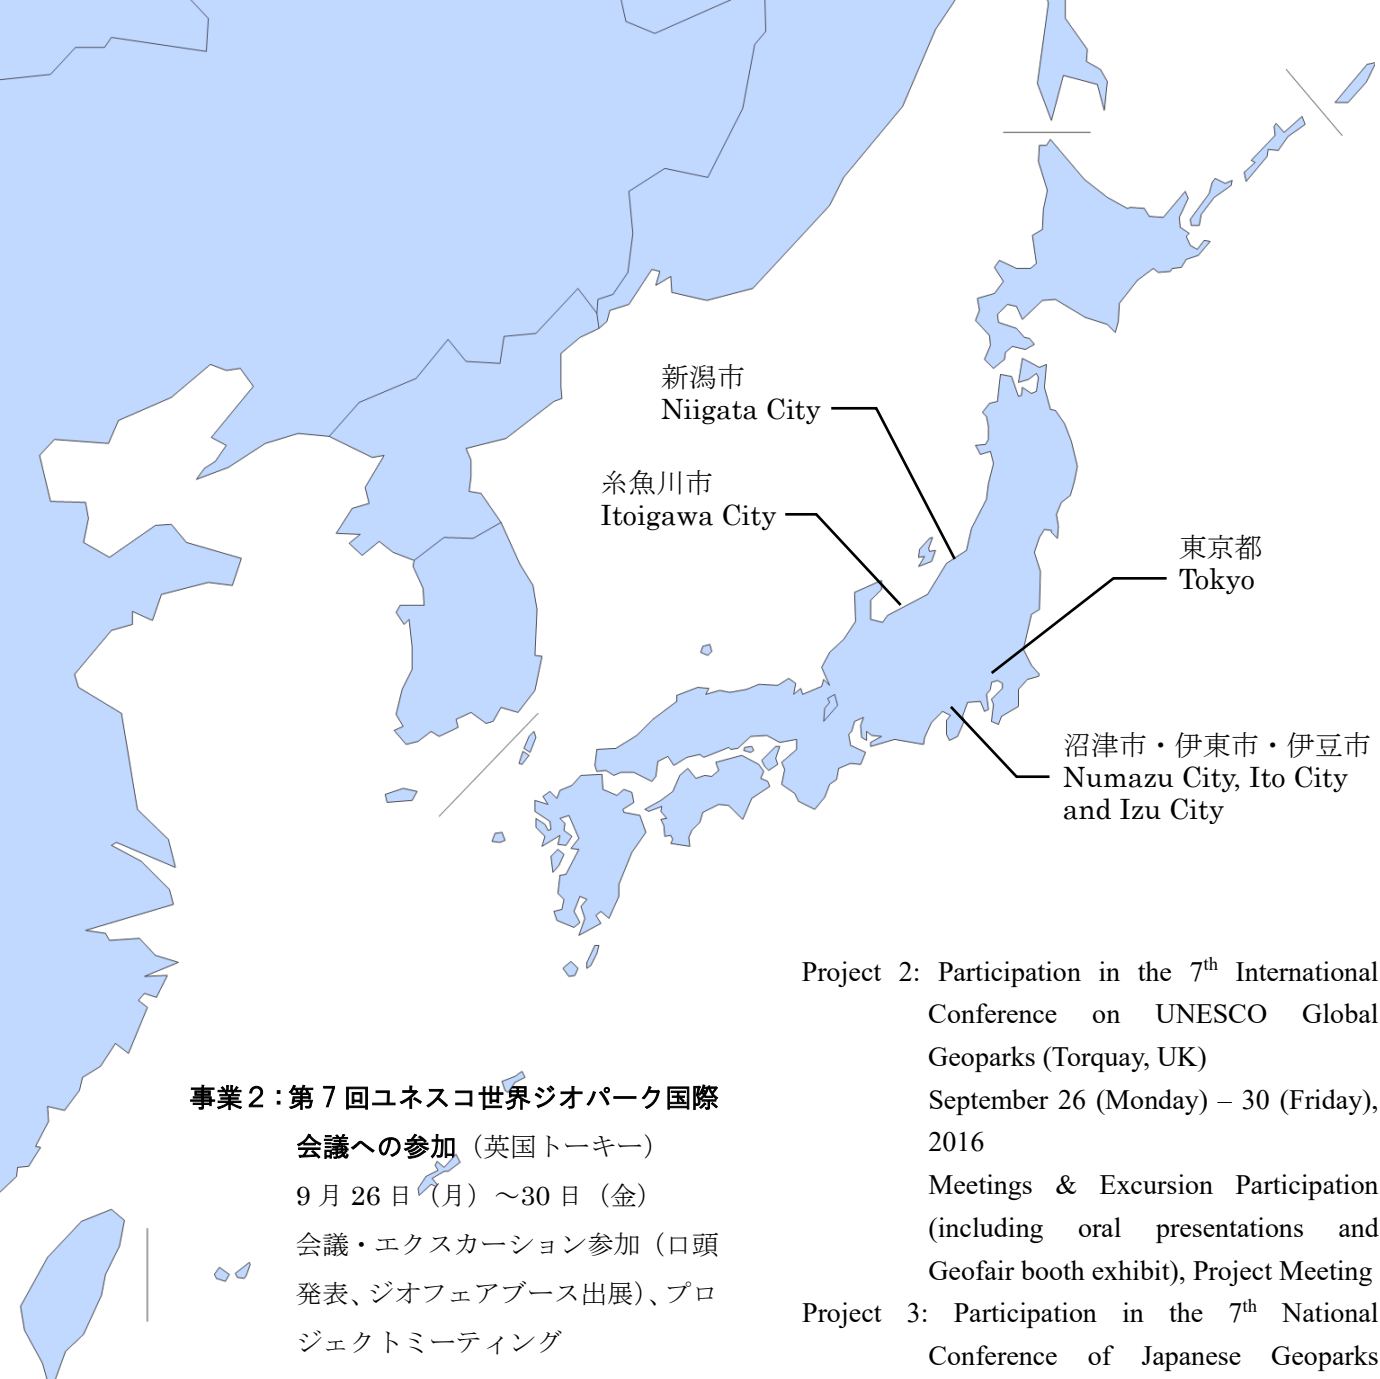 新潟市
Niigata City
糸魚川市
Itoigawa City
東京都
Tokyo
沼津市・伊東市・伊豆市
Numazu City, Ito City
and Izu City
事業２：第７回ユネスコ世界ジオパーク国際
会議への参加（英国トーキー）
9 月 26 日（月）～30 日（金）
会議・エクスカーション参加（口頭
発表、ジオフェアブース出展）、プロ
ジェクトミーティング
Project 2: Participation in the 7th International
Conference on UNESCO Global
Geoparks (Torquay, UK)
September 26 (Monday) – 30 (Friday),
2016
Meetings & Excursion Participation
(including oral presentations and
Geofair booth exhibit), Project Meeting
Project 3: Participation in the 7th National
Conference of Japanese Geoparks